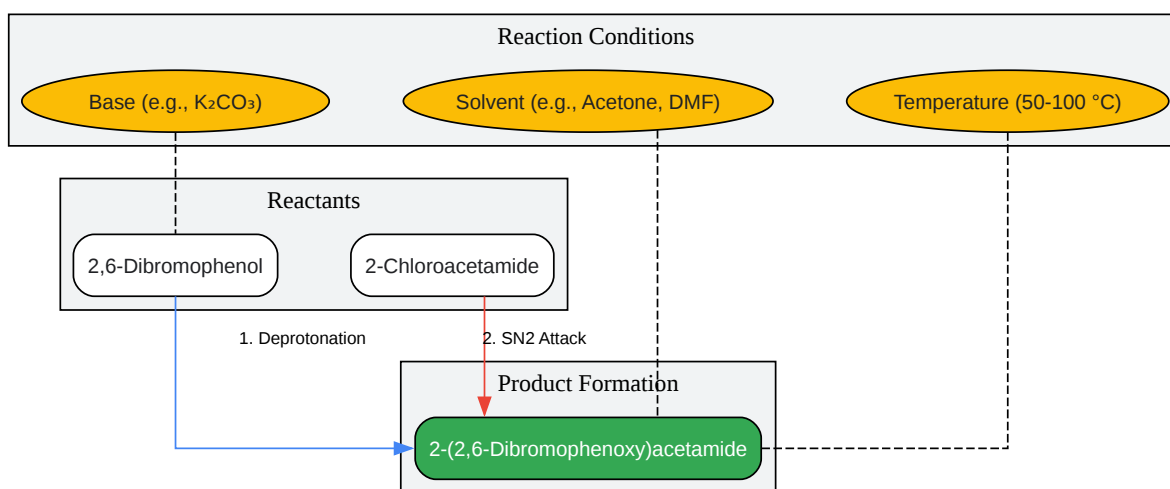 Reaction Conditions
Base (e.g., K₂CO₃)
Solvent (e.g., Acetone, DMF)
Temperature (50-100 °C)
Reactants
2,6-Dibromophenol
2-Chloroacetamide
1. Deprotonation
2. SN2 Attack
Product Formation
2-(2,6-Dibromophenoxy)acetamide